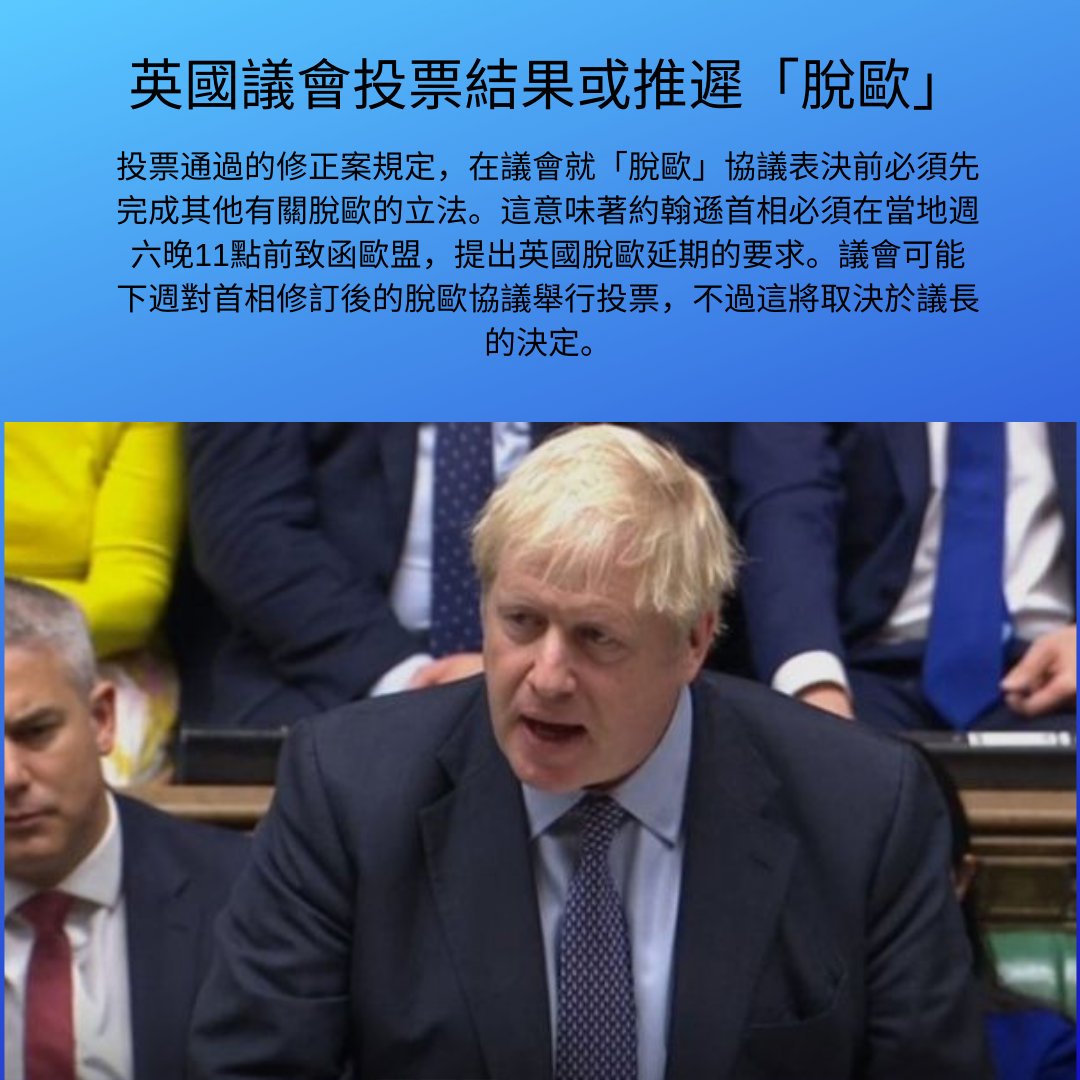 英國議會投票結果或推遲「脫歐」
投票通過的修正案規定，在議會就「脫歐」協議表決前必須先
完成其他有關脫歐的立法。這意味著約翰遜首相必須在當地週
六晚11點前致函歐盟，提出英國脫歐延期的要求。議會可能
下週對首相修訂後的脫歐協議舉行投票，不過這將取決於議長
的決定。